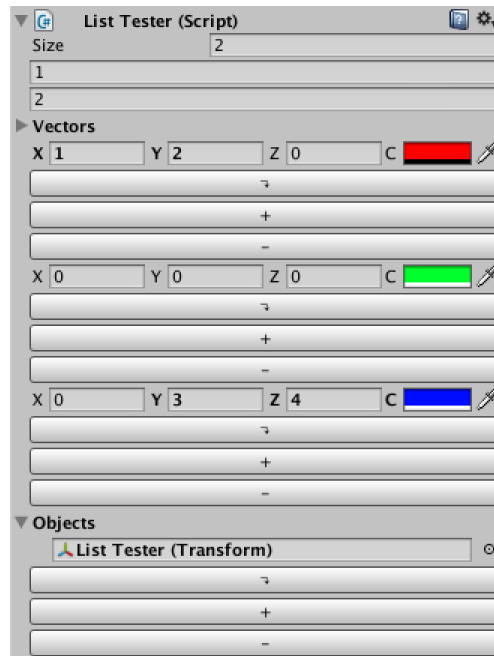 List Tester (Script)
Size 2
1
2
Vectors
X 1 Y 2 Z 0 C
+
-
X 0 Y 0 Z 0 C
+
-
X 0 Y 3 Z 4 C
+
-
Objects
List Tester (Transform)
+
-